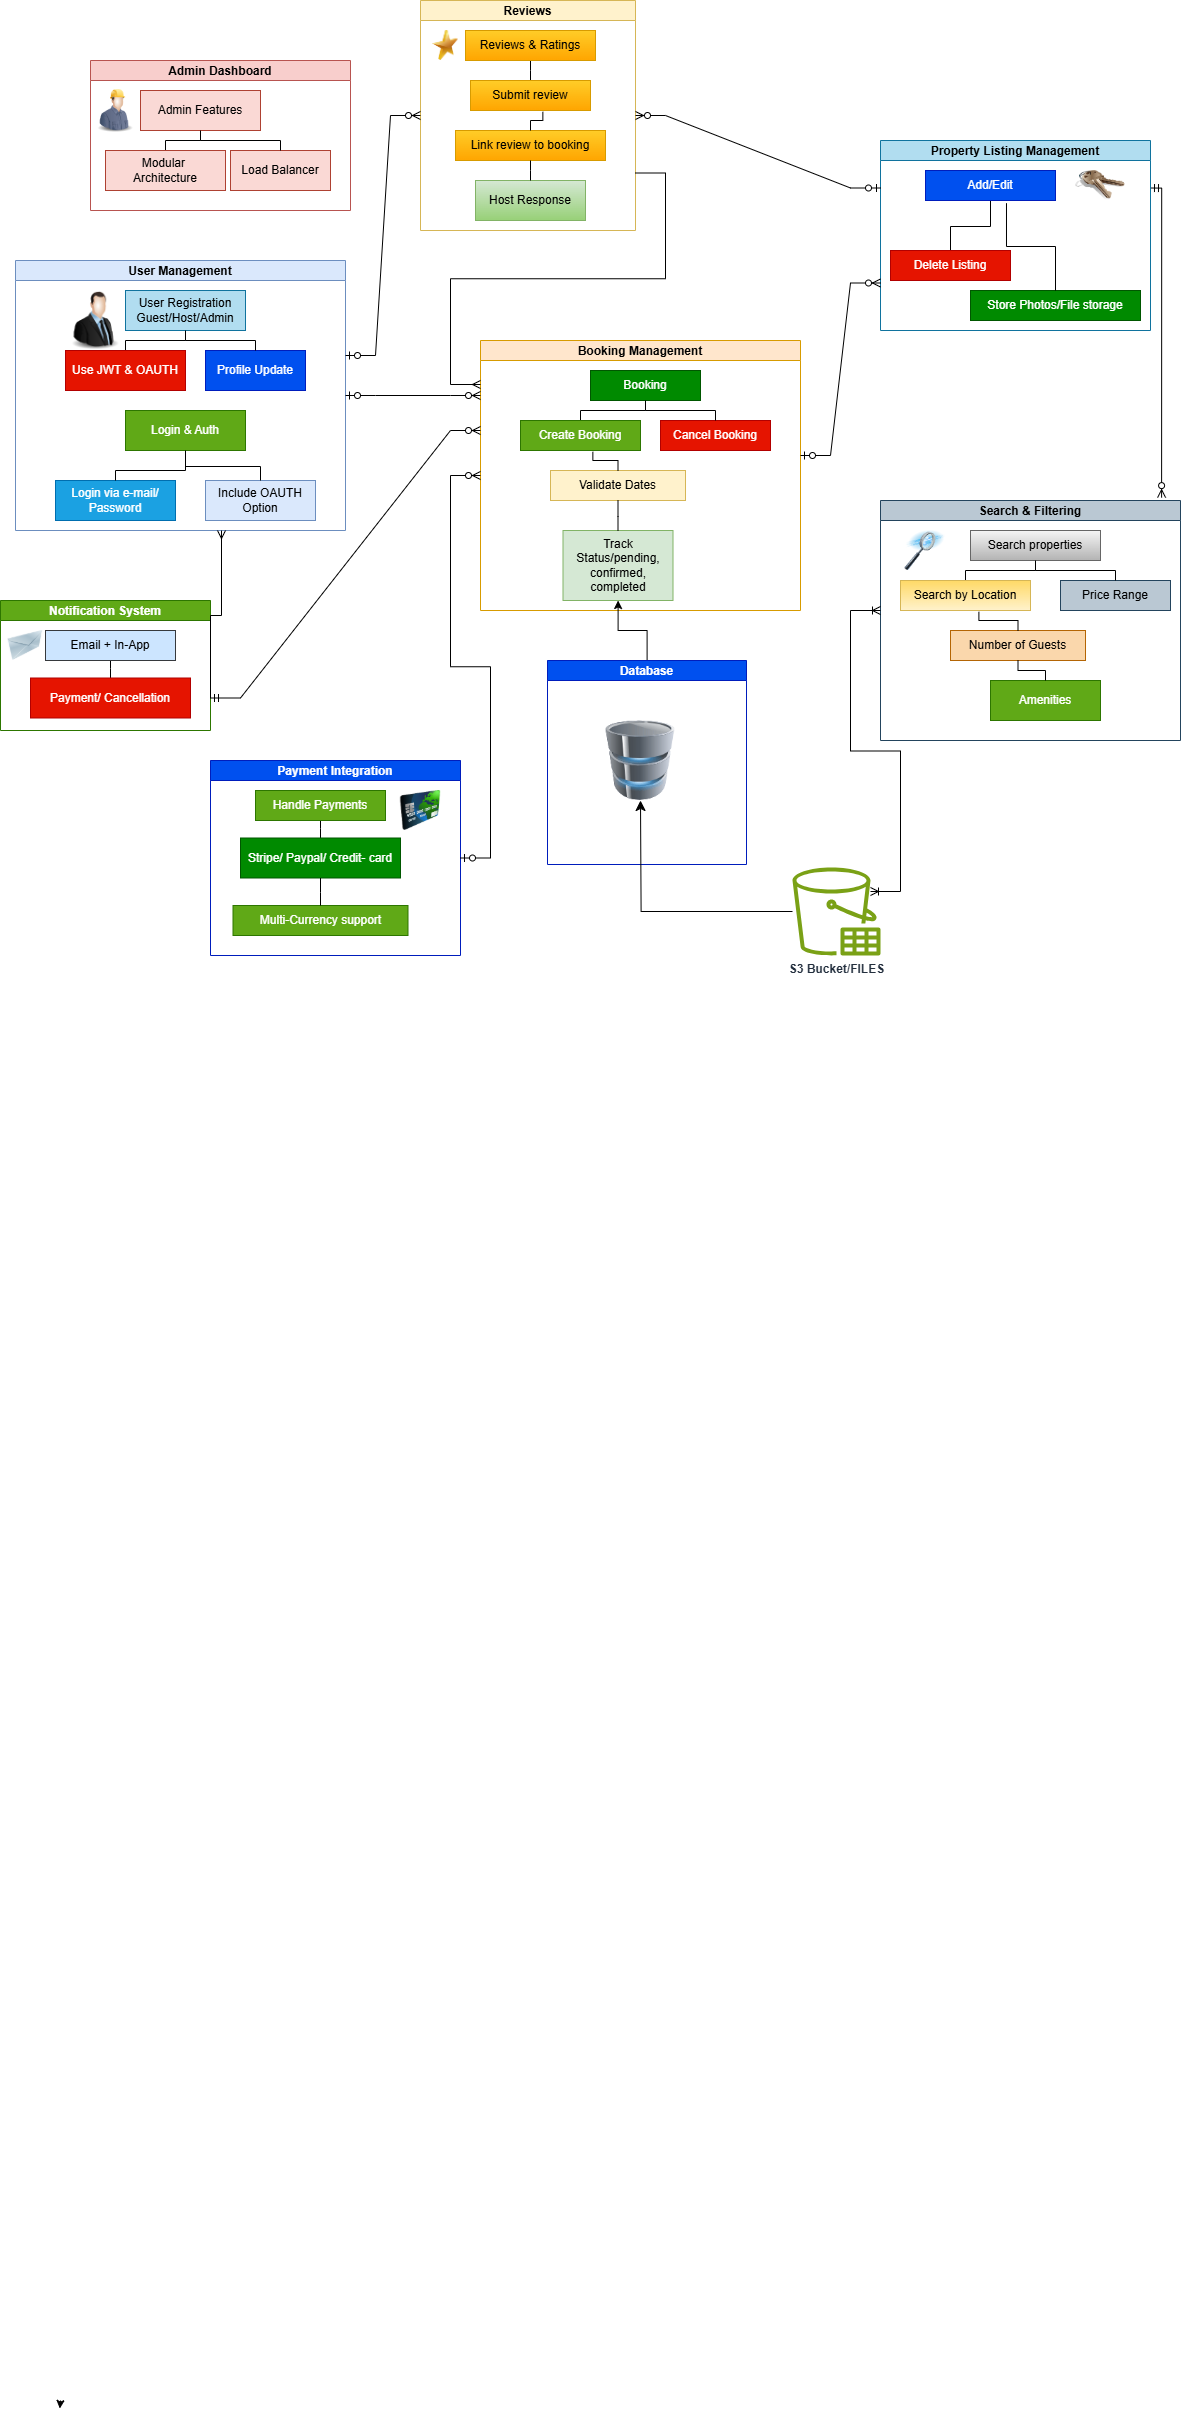 Reviews
Reviews & Ratings
Submit review
Link review to booking
Host Response
Admin Dashboard
Admin Features
Modular
Architecture
Load Balancer
Property Listing Management
Add/Edit
Delete Listing
Store Photos/File storage
User Management
User Registration
Guest/Host/Admin
Use JWT & OAUTH
Profile Update
Login & Auth
Login via e-mail/
Password
Include OAUTH
Option
Booking Management
Booking
Create Booking
Cancel Booking
Validate Dates
Track
Status/pending,
confirmed,
completed
Search & Filtering
Search properties
Search by Location
Price Range
Number of Guests
Amenities
Notification System
Email + In-App
Payment/ Cancellation
Database
Payment Integration
Handle Payments
Stripe/ Paypal/ Credit- card
Multi-Currency support
S3 Bucket/FILES